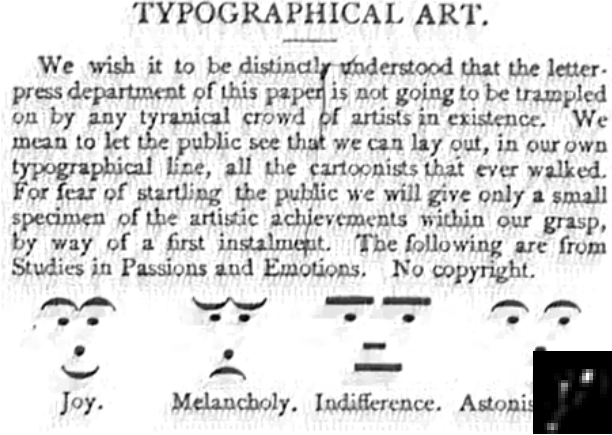 TYPOGRAPHICAL ART.
We wish it to be distinctly understood that the letter-
press department of this paper is not going to be trampled
on by any tyranical crowd of artists in existence. We
mean to let the public see that we can lay out, in our own
typographical line, all the cartoonists that ever walked.
For fear of startling the public we will give only a small
specimen of the artistic achievements within our grasp,
by way of a first instalment. The following are from
Studies in Passions and Emotions. No copyright.
Joy. Melancholy. Indifference.